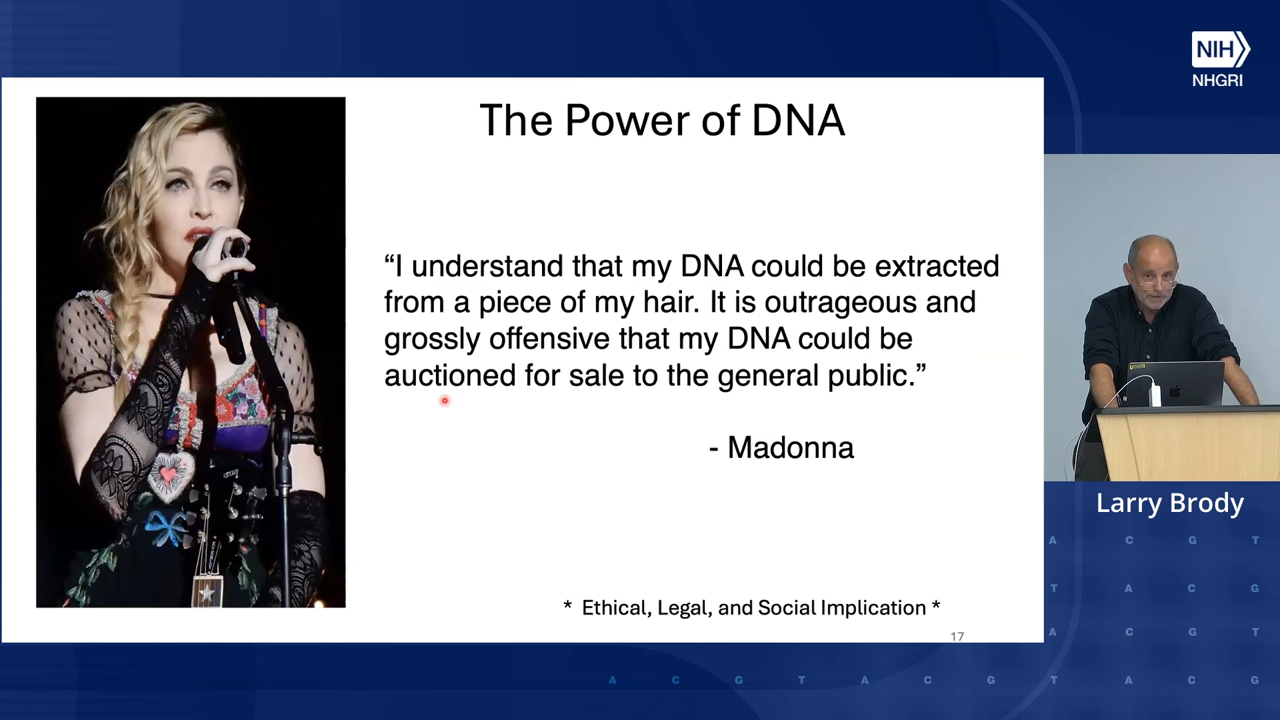 NIH
NHGRI
The Power of DNA
“I understand that my DNA could be extracted
from a piece of my hair. It is outrageous and
grossly offensive that my DNA could be
auctioned for sale to the general public.”
- Madonna
* Ethical, Legal, and Social Implication *
17
Larry Brody
A C G T
T A C G
A C G T
A C G T A C G T A C G